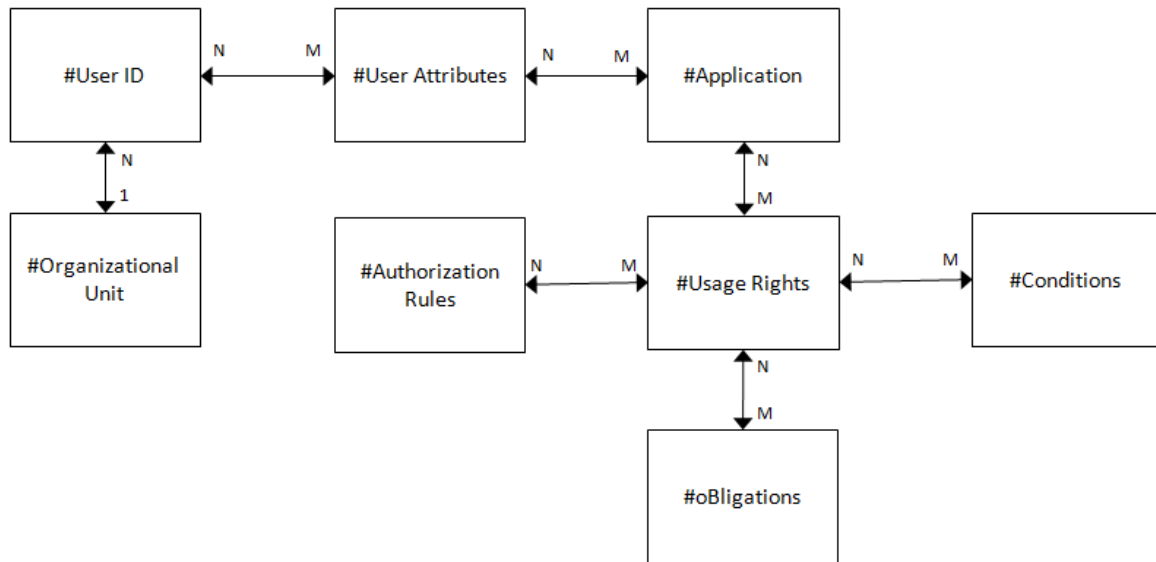 N M N M
#User ID #User Attributes #Application
N N
1 M
#Organizational
Unit
#Authorization
Rules
N M
#Usage Rights
N M
#Conditions
N
M
#oBligations